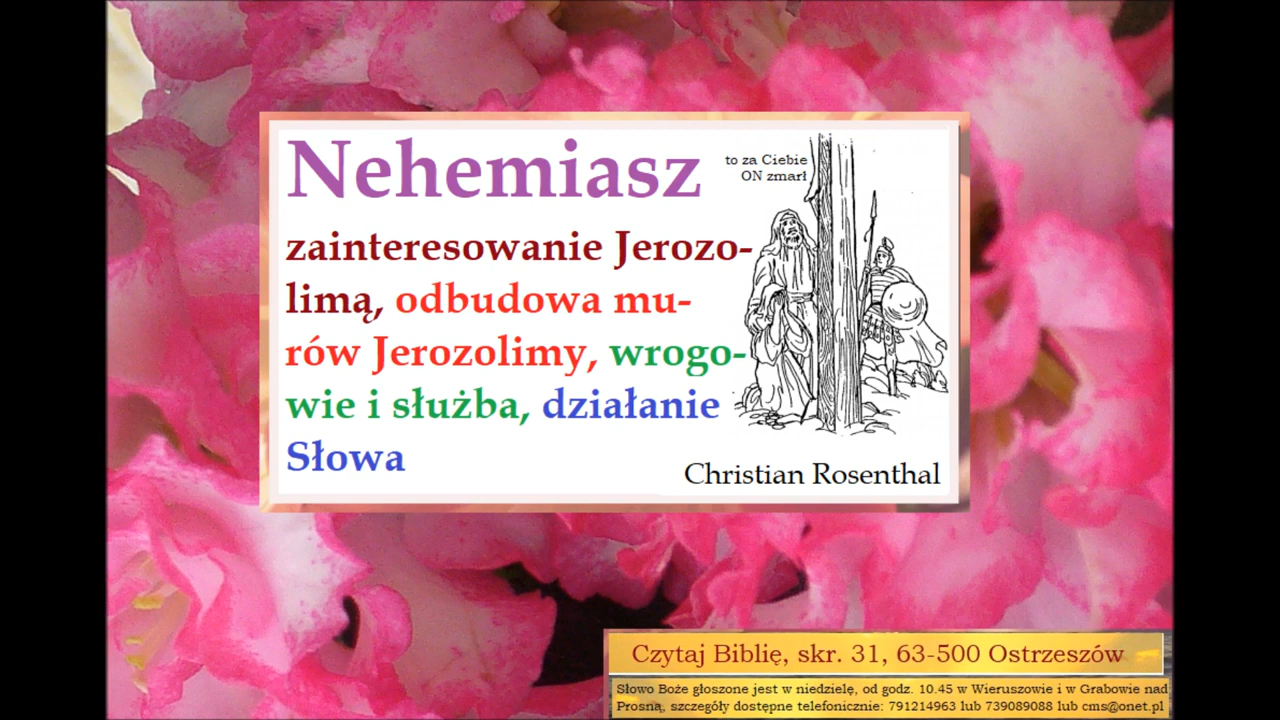 Nehemiasz
to za Ciebie
ON zmarł
zainteresowanie Jerozo-
limą, odbudowa mu-
rów Jerozolimy, wrogo-
wie i służba, działanie
Słowa
Christian Rosenthal
Czytaj Biblię, skr. 31, 63-500 Ostrzeszów
Słowo Boże głoszone jest w niedzielę, od godz. 10.45 w Wieruszowie i w Grabowie nad
Prosną, szczegóły dostępne telefonicznie: 791214963 lub 739089088 lub cms@onet.pl